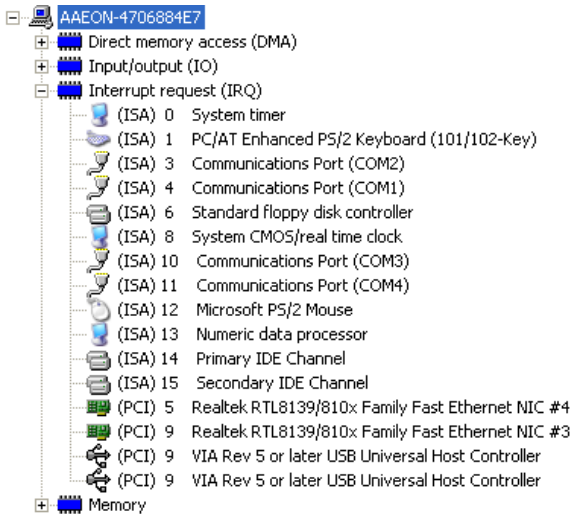 AAEON-4706884E7
Direct memory access (DMA)
Input/output (IO)
Interrupt request (IRQ)
(ISA) 0 System timer
(ISA) 1 PC/AT Enhanced PS/2 Keyboard (101/102-Key)
(ISA) 3 Communications Port (COM2)
(ISA) 4 Communications Port (COM1)
(ISA) 6 Standard floppy disk controller
(ISA) 8 System CMOS/real time clock
(ISA) 10 Communications Port (COM3)
(ISA) 11 Communications Port (COM4)
(ISA) 12 Microsoft PS/2 Mouse
(ISA) 13 Numeric data processor
(ISA) 14 Primary IDE Channel
(ISA) 15 Secondary IDE Channel
(PCI) 5 Realtek RTL8139/810x Family Fast Ethernet NIC #4
(PCI) 9 Realtek RTL8139/810x Family Fast Ethernet NIC #3
(PCI) 9 VIA Rev 5 or later USB Universal Host Controller
(PCI) 9 VIA Rev 5 or later USB Universal Host Controller
Memory